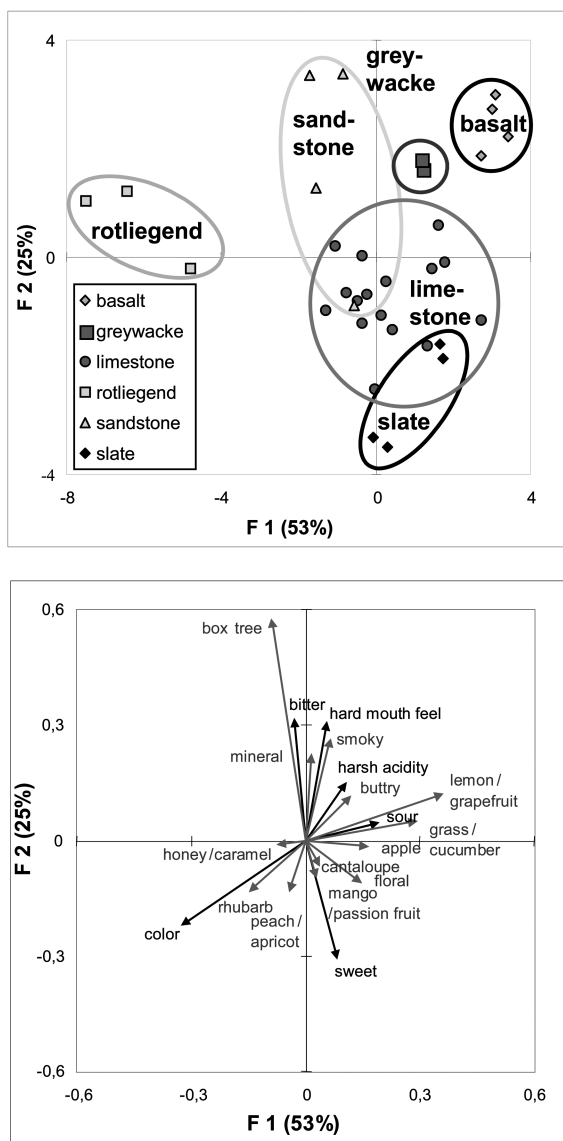 4
grey-
wacke
sand-
stone
basalt
rotliegend
0
lime-
stone
slate
F 2 (25%)
basalt
greywacke
limestone
rotliegend
sandstone
slate
-4
-8
-4
0
4
F 1 (53%)
0,6
box tree
bitter
hard mouth feel
0,3
smoky
mineral
harsh acidity
buttry
lemon /
grapefruit
sour
grass /
cucumber
0
honey/caramel
apple
cantaloupe
floral
mango
/passion fruit
rhubarb
peach /
apricot
color
-0,3
sweet
F 2 (25%)
-0,6
-0,6
-0,3
0
0,3
0,6
F 1 (53%)